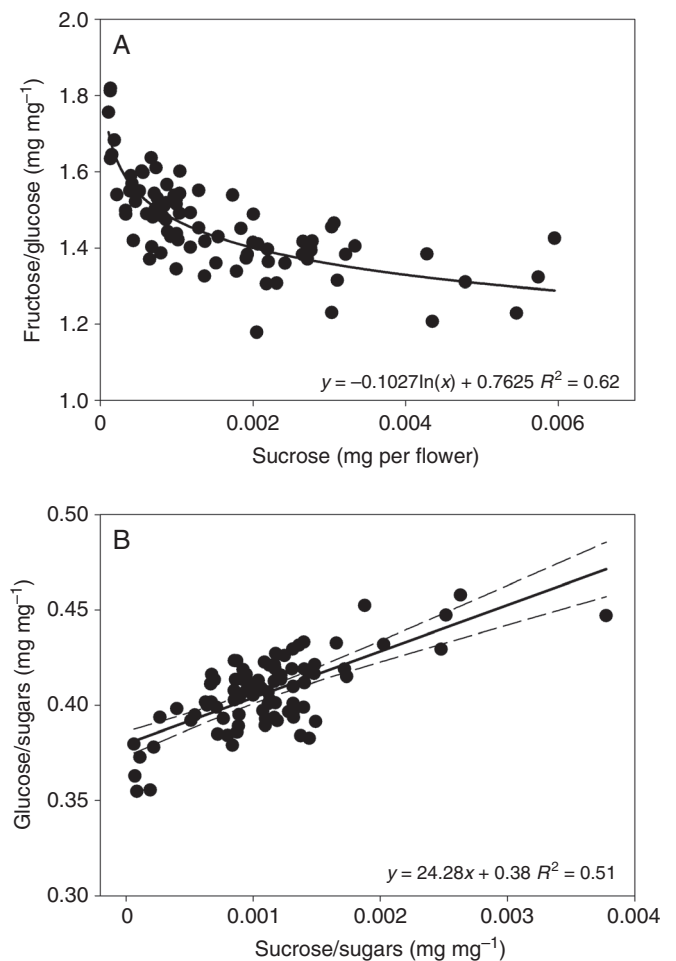 A
2.0
1.8
1.6
1.4
1.2
1.0
Fructose/glucose (mg mg⁻¹)
y = –0.1027ln(x) + 0.7625 R² = 0.62
0 0.002 0.004 0.006
Sucrose (mg per flower)
B
0.50
0.45
0.40
0.35
0.30
Glucose/sugars (mg mg⁻¹)
y = 24.28x + 0.38 R² = 0.51
0 0.001 0.002 0.003 0.004
Sucrose/sugars (mg mg⁻¹)